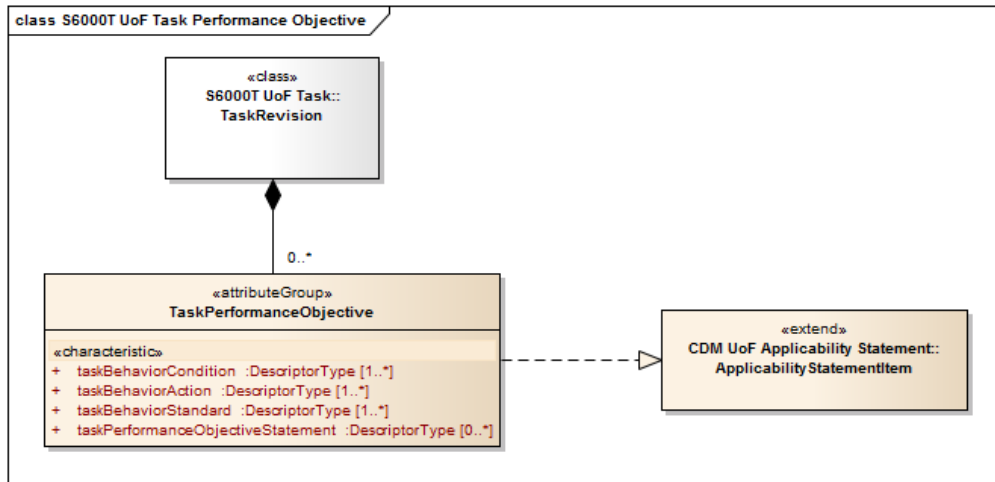 class S6000T UoF Task Performance Objective
«class»
S6000T UoF Task::
TaskRevision
0..*
«attributeGroup»
TaskPerformanceObjective
«characteristic»
+ taskBehaviorCondition :DescriptorType [1..*]
+ taskBehaviorAction :DescriptorType [1..*]
+ taskBehaviorStandard :DescriptorType [1..*]
+ taskPerformanceObjectiveStatement :DescriptorType [0..*]
«extend»
CDM UoF Applicability Statement::
ApplicabilityStatementItem